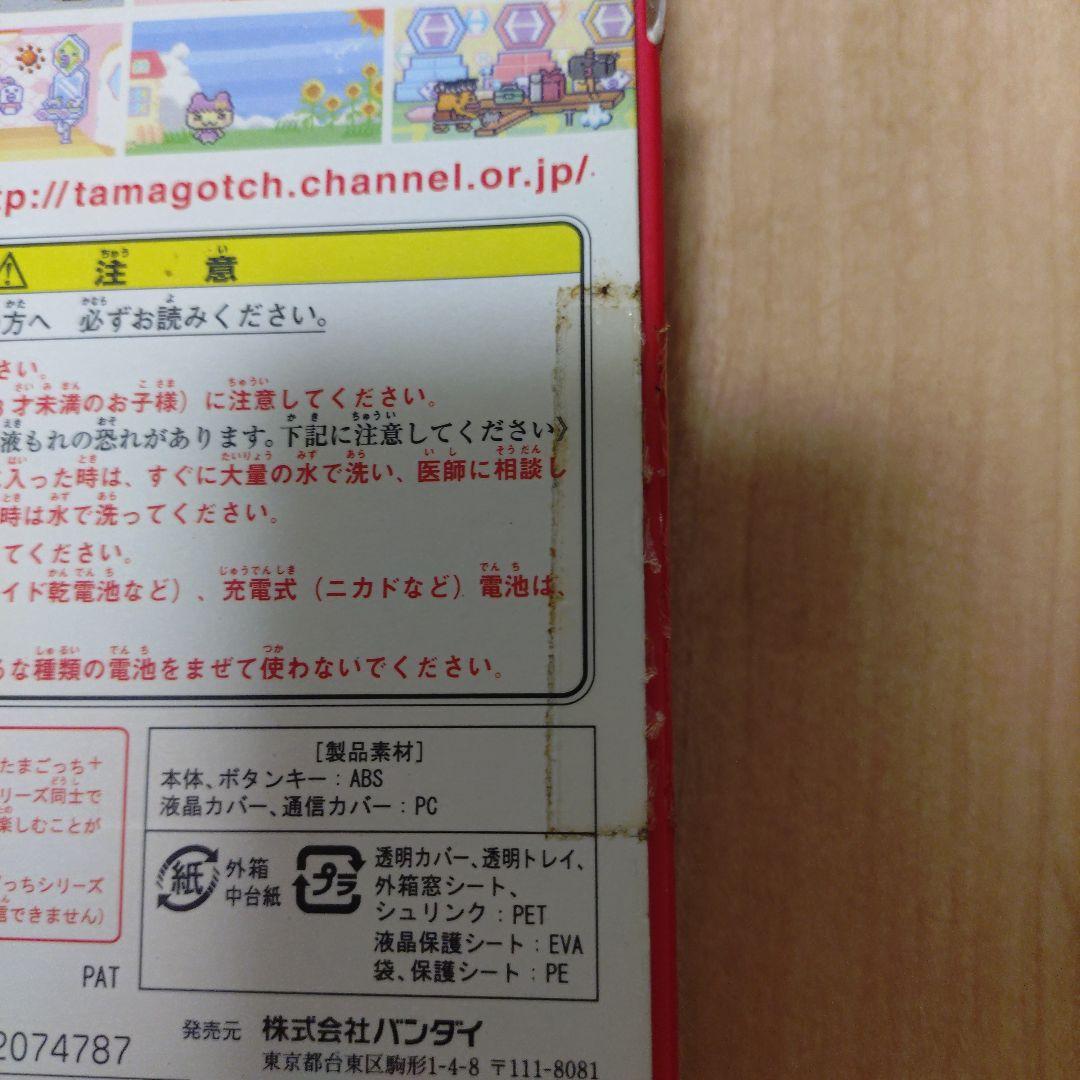 tp://tamagotch.channel.or.jp/
注意
方へ 必ずお読みください。
さい。
3才未満のお子様）に注意してください。
液もれの恐れがあります。下記に注意してください》
入った時は、すぐに大量の水で洗い、医師に相談し
時は水で洗ってください。
てください。
イド乾電池など）、充電式（ニカドなど）電池は、
な種類の電池をまぜて使わないでください。
たまごっち+
リーズ同士で
楽しむことが
っちシリーズ
信できません）
PAT
2074787
[製品素材]
本体、ボタンキー：ABS
液晶カバー、通信カバー：PC
紙 外箱
中台紙
プラ 透明カバー、透明トレイ、
外箱窓シート、
シュリンク：PET
液晶保護シート：EVA
袋、保護シート：PE
発売元 株式会社バンダイ
東京都台東区駒形1-4-8 〒111-8081